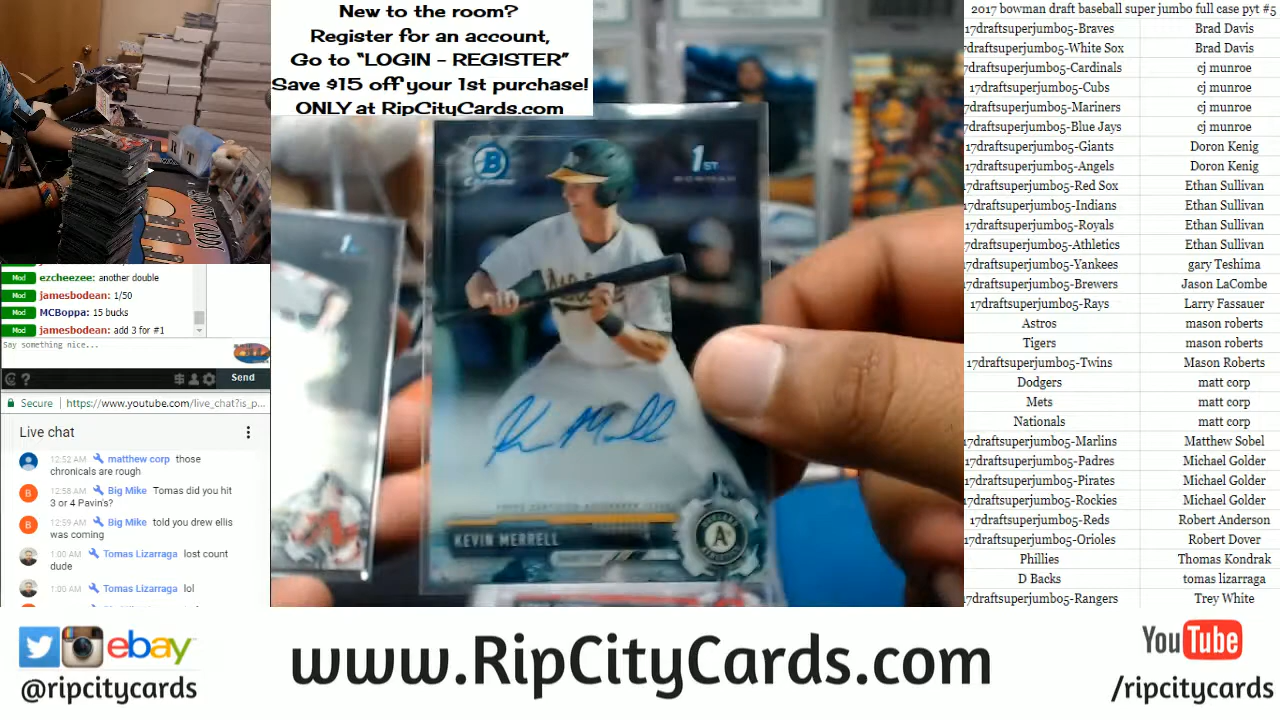 New to the room?
Register for an account,
Go to “LOGIN - REGISTER”
Save $15 off your 1st purchase!
ONLY at RipCityCards.com
2017 bowman draft baseball super jumbo full case pyt #5
17draftsuperjumbo5-Braves Brad Davis
17draftsuperjumbo5-White Sox Brad Davis
17draftsuperjumbo5-Cardinals cj munroe
17draftsuperjumbo5-Cubs cj munroe
17draftsuperjumbo5-Mariners cj munroe
17draftsuperjumbo5-Blue Jays cj munroe
17draftsuperjumbo5-Giants Doron Kenig
17draftsuperjumbo5-Angels Doron Kenig
17draftsuperjumbo5-Red Sox Ethan Sullivan
17draftsuperjumbo5-Indians Ethan Sullivan
17draftsuperjumbo5-Royals Ethan Sullivan
17draftsuperjumbo5-Athletics Ethan Sullivan
17draftsuperjumbo5-Yankees gary Teshima
17draftsuperjumbo5-Brewers Jason LaCombe
17draftsuperjumbo5-Rays Larry Fassauer
Astros mason roberts
Tigers mason roberts
17draftsuperjumbo5-Twins Mason Roberts
Dodgers matt corp
Mets matt corp
Nationals matt corp
17draftsuperjumbo5-Marlins Matthew Sobel
17draftsuperjumbo5-Padres Michael Golder
17draftsuperjumbo5-Pirates Michael Golder
17draftsuperjumbo5-Rockies Michael Golder
17draftsuperjumbo5-Reds Robert Anderson
17draftsuperjumbo5-Orioles Robert Dover
Phillies Thomas Kondrak
D Backs tomas lizarraga
17draftsuperjumbo5-Rangers Trey White
B
Chrome
1ST
BOWMAN
KEVIN MERRELL
A
Mod ezcheezee: another double
Mod jamesbodean: 1/50
Mod MCBoppa: 15 bucks
Mod jamesbodean: add 3 for #1
Say something nice...
Send
Secure https://www.youtube.com/live_chat?is_p...
Live chat
12:52 AM matthew corp those
chronicals are rough
B 12:58 AM Big Mike Tomas did you hit
3 or 4 Pavin's?
B 12:59 AM Big Mike told you drew ellis
was coming
1:00 AM Tomas Lizarraga lost count
dude
1:00 AM Tomas Lizarraga lol
ebay
@ripcitycards
www.RipCityCards.com
YouTube
/ripcitycards